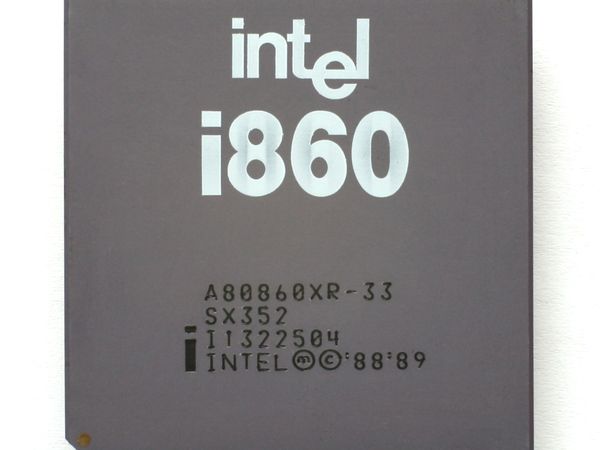 intel
i860
A80860XR-33
SX352
I1322504
i INTEL ⓜ © '88'89